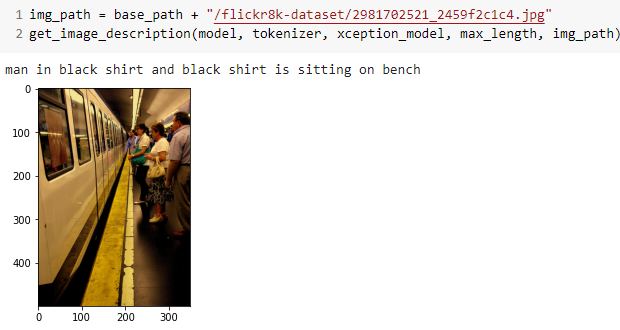 1 img_path = base_path + "/flickr8k-dataset/2981702521_2459f2c1c4.jpg"
2 get_image_description(model, tokenizer, xception_model, max_length, img_path)
man in black shirt and black shirt is sitting on bench
0
100
200
300
400
0 100 200 300